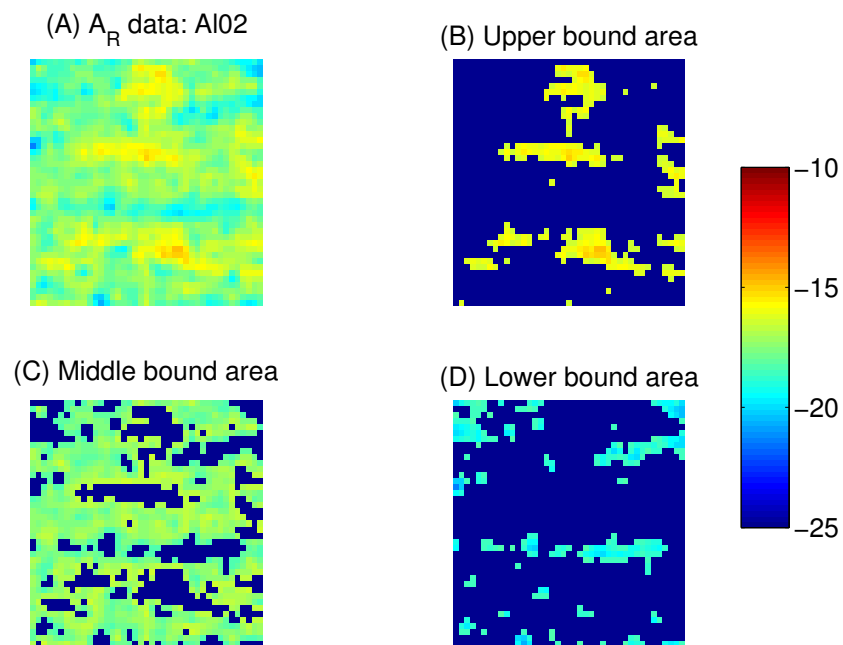 (A) A_R data: Al02
(B) Upper bound area
−10
−15
(C) Middle bound area
(D) Lower bound area
−20
−25